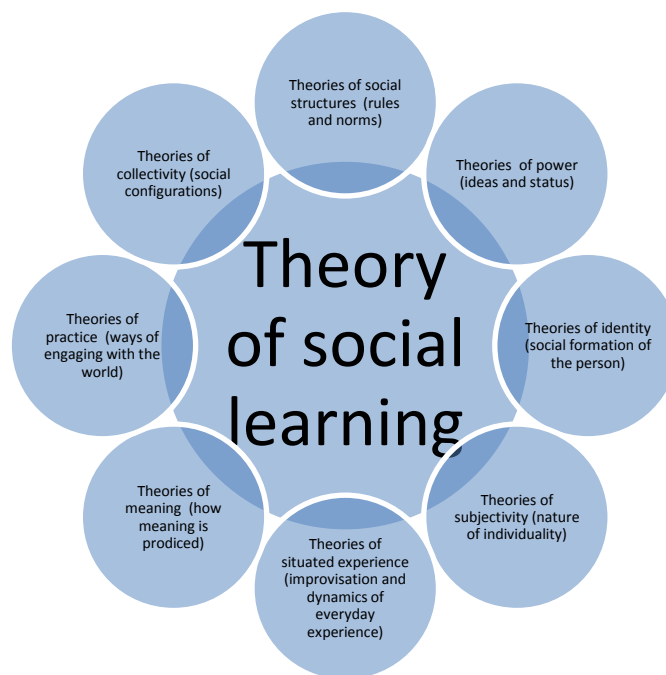 Theories of social
structures (rules
and norms)
Theories of power
(ideas and status)
Theories of identity
(social formation of
the person)
Theories of
subjectivity (nature
of individuality)
Theories of
situated experience
(improvisation and
dynamics of
everyday
experience)
Theories of
meaning (how
meaning is
prodiced)
Theories of
practice (ways of
engaging with the
world)
Theories of
collectivity (social
configurations)
Theory
of social
learning